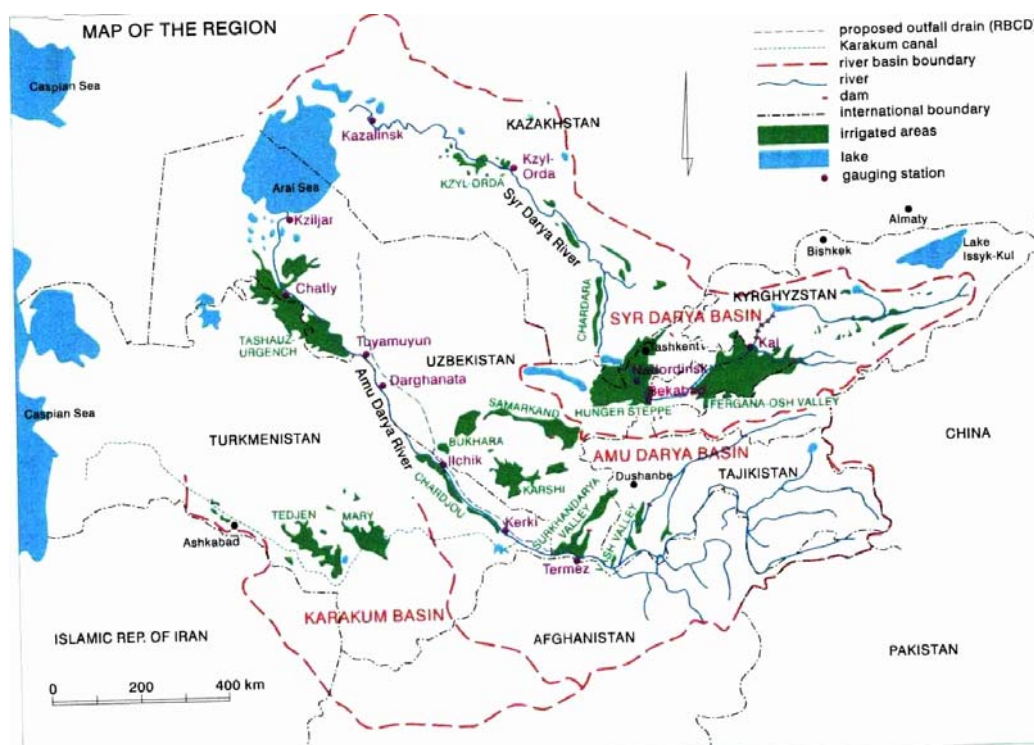 MAP OF THE REGION
proposed outfall drain (RBCD)
Karakum canal
river basin boundary
river
dam
international boundary
irrigated areas
lake
gauging station
Caspian Sea
Kazalinsk
KAZAKHSTAN
Aral Sea
KZYL-ORDA
Kzyl-
Orda
Syr Darya River
Almaty
Bishkek
Lake
Issyk-Kul
Kziljar
Chatly
CHARDARA
SYR DARYA BASIN
KYRGHYZSTAN
TASHAUZ-
URGENCH
Tuyamuyun
UZBEKISTAN
Tashkent
Kal
Darghanata
Nadordinsk
Bekabad
HUNGER STEPPE
FERGANA-OSH VALLEY
Caspian Sea
Amu Darya River
TURKMENISTAN
SAMARKAND
BUKHARA
Ilchik
AMU DARYA BASIN
CHINA
Dushanbe
TAJIKISTAN
CHARDJOU
KARSHI
SURKHANDARYA
VALLEY
SH VALLEY
TEDJEN
MARY
Kerki
Ashkabad
Termez
KARAKUM BASIN
ISLAMIC REP. OF IRAN
AFGHANISTAN
PAKISTAN
0 200 400 km